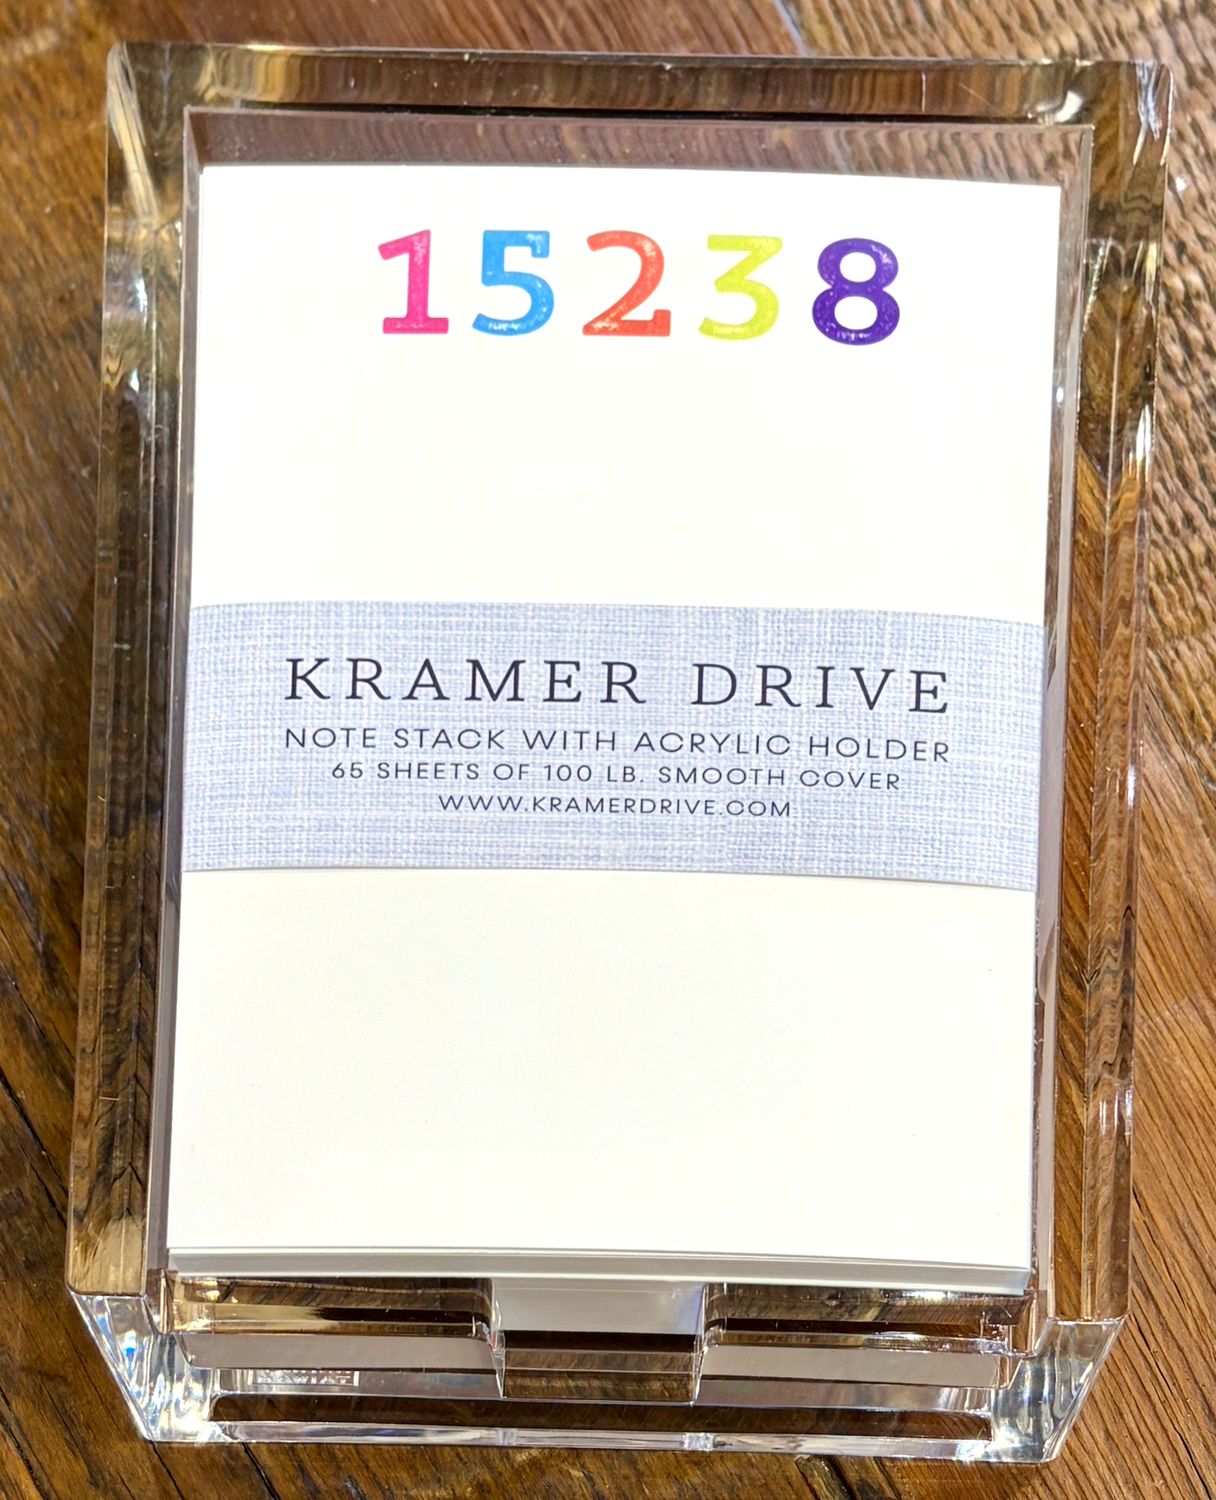 15238
KRAMER DRIVE
NOTE STACK WITH ACRYLIC HOLDER
65 SHEETS OF 100 LB. SMOOTH COVER
WWW.KRAMERDRIVE.COM